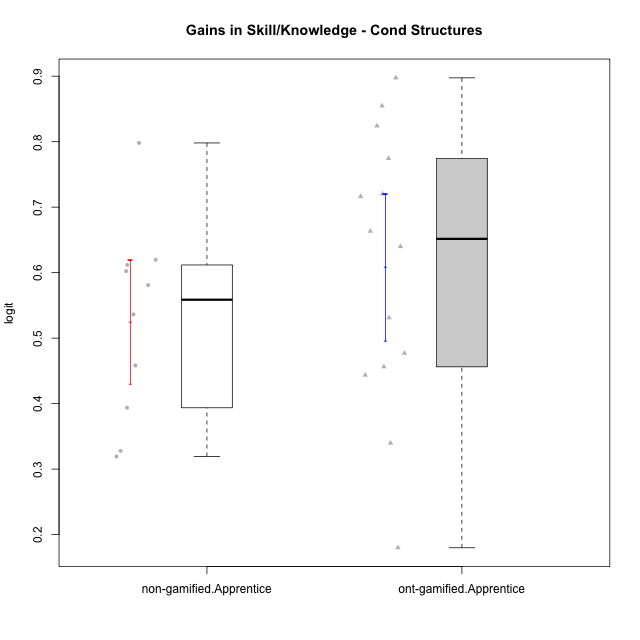 Gains in Skill/Knowledge - Cond Structures
logit
0.9
0.8
0.7
0.6
0.5
0.4
0.3
0.2
non-gamified.Apprentice
ont-gamified.Apprentice